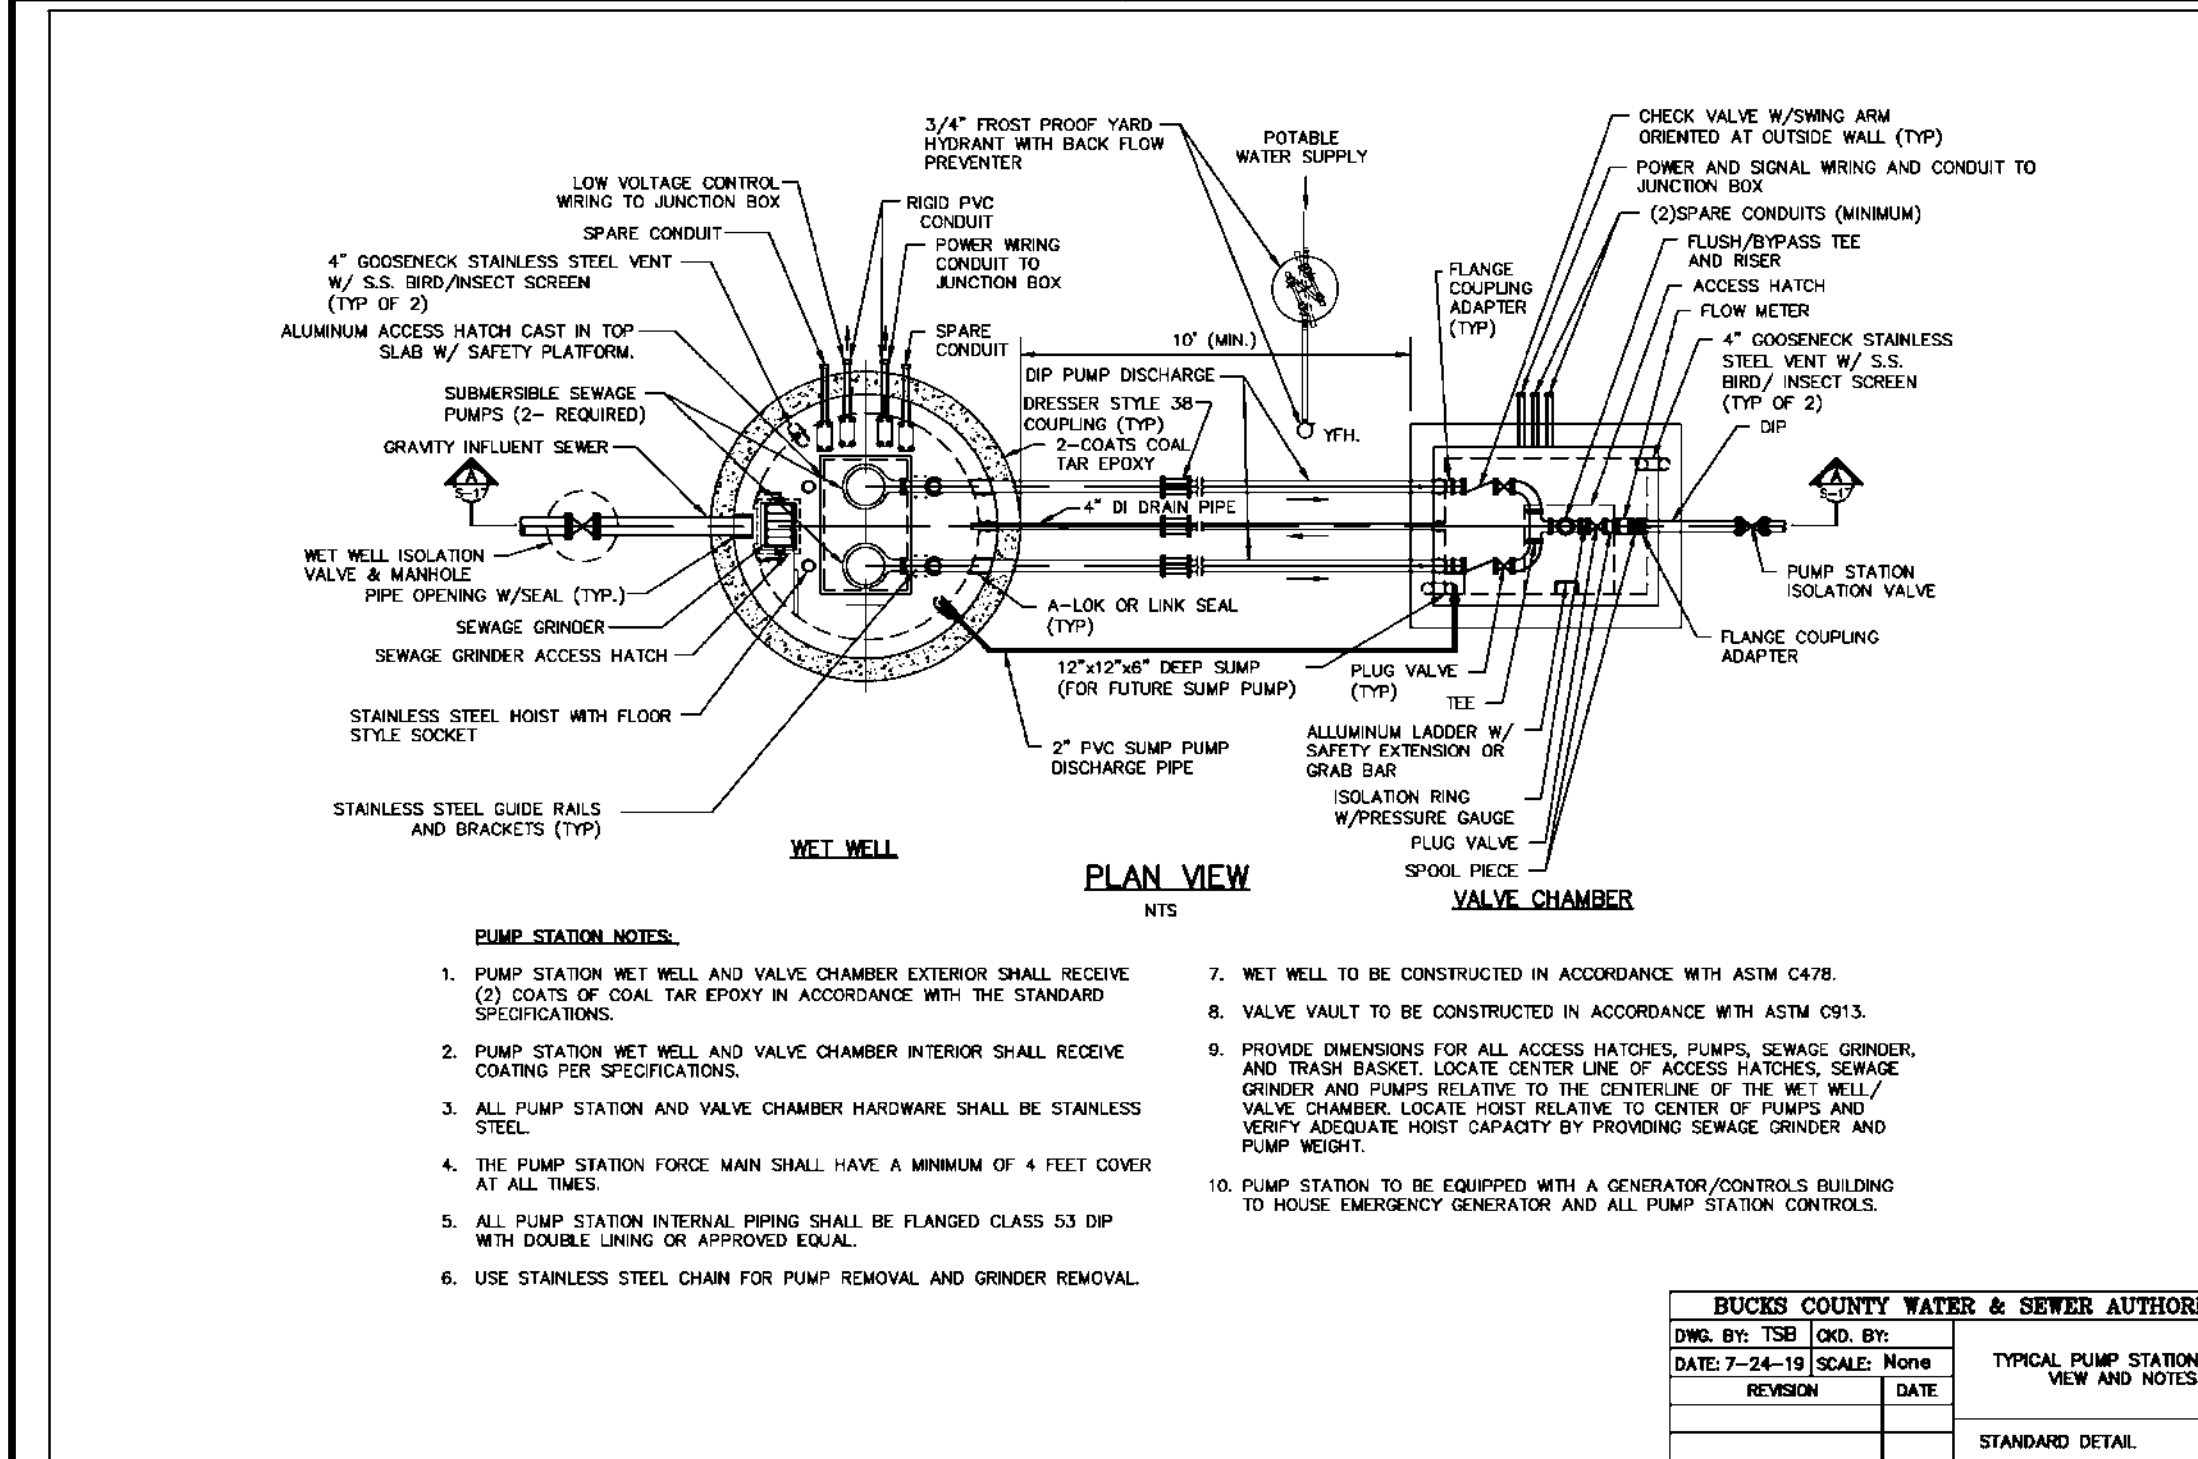 3/4" FROST PROOF YARD
HYDRANT WITH BACK FLOW
PREVENTER
POTABLE
WATER SUPPLY
CHECK VALVE W/SWING ARM
ORIENTED AT OUTSIDE WALL (TYP)
POWER AND SIGNAL WIRING AND CONDUIT TO
JUNCTION BOX
(2)SPARE CONDUITS (MINIMUM)
FLUSH/BYPASS TEE
AND RISER
ACCESS HATCH
FLOW METER
4" GOOSENECK STAINLESS
STEEL VENT W/ S.S.
BIRD/ INSECT SCREEN
(TYP OF 2)
DIP
LOW VOLTAGE CONTROL
WIRING TO JUNCTION BOX
SPARE CONDUIT
4" GOOSENECK STAINLESS STEEL VENT
W/ S.S. BIRD/INSECT SCREEN
(TYP OF 2)
ALUMINUM ACCESS HATCH CAST IN TOP
SLAB W/ SAFETY PLATFORM.
SUBMERSIBLE SEWAGE
PUMPS (2- REQUIRED)
GRAVITY INFLUENT SEWER
RIGID PVC
CONDUIT
POWER WIRING
CONDUIT TO
JUNCTION BOX
SPARE
CONDUIT
FLANGE
COUPLING
ADAPTER
(TYP)
10' (MIN.)
DIP PUMP DISCHARGE
DRESSER STYLE 38
COUPLING (TYP)
2-COATS COAL
TAR EPOXY
YFH.
A
S-17
A
S-17
4" DI DRAIN PIPE
WET WELL ISOLATION
VALVE & MANHOLE
PIPE OPENING W/SEAL (TYP.)
SEWAGE GRINDER
SEWAGE GRINDER ACCESS HATCH
STAINLESS STEEL HOIST WITH FLOOR
STYLE SOCKET
STAINLESS STEEL GUIDE RAILS
AND BRACKETS (TYP)
A-LOK OR LINK SEAL
(TYP)
12"x12"x6" DEEP SUMP
(FOR FUTURE SUMP PUMP)
2" PVC SUMP PUMP
DISCHARGE PIPE
PUMP STATION
ISOLATION VALVE
FLANGE COUPLING
ADAPTER
PLUG VALVE
(TYP)
TEE
ALLUMINUM LADDER W/
SAFETY EXTENSION OR
GRAB BAR
ISOLATION RING
W/PRESSURE GAUGE
PLUG VALVE
SPOOL PIECE
WET WELL
PLAN VIEW
NTS
VALVE CHAMBER
PUMP STATION NOTES:
1. PUMP STATION WET WELL AND VALVE CHAMBER EXTERIOR SHALL RECEIVE
(2) COATS OF COAL TAR EPOXY IN ACCORDANCE WITH THE STANDARD
SPECIFICATIONS.
2. PUMP STATION WET WELL AND VALVE CHAMBER INTERIOR SHALL RECEIVE
COATING PER SPECIFICATIONS.
3. ALL PUMP STATION AND VALVE CHAMBER HARDWARE SHALL BE STAINLESS
STEEL.
4. THE PUMP STATION FORCE MAIN SHALL HAVE A MINIMUM OF 4 FEET COVER
AT ALL TIMES.
5. ALL PUMP STATION INTERNAL PIPING SHALL BE FLANGED CLASS 53 DIP
WITH DOUBLE LINING OR APPROVED EQUAL.
6. USE STAINLESS STEEL CHAIN FOR PUMP REMOVAL AND GRINDER REMOVAL.
7. WET WELL TO BE CONSTRUCTED IN ACCORDANCE WITH ASTM C478.
8. VALVE VAULT TO BE CONSTRUCTED IN ACCORDANCE WITH ASTM C913.
9. PROVIDE DIMENSIONS FOR ALL ACCESS HATCHES, PUMPS, SEWAGE GRINDER,
AND TRASH BASKET. LOCATE CENTER LINE OF ACCESS HATCHES, SEWAGE
GRINDER AND PUMPS RELATIVE TO THE CENTERLINE OF THE WET WELL/
VALVE CHAMBER. LOCATE HOIST RELATIVE TO CENTER OF PUMPS AND
VERIFY ADEQUATE HOIST CAPACITY BY PROVIDING SEWAGE GRINDER AND
PUMP WEIGHT.
10. PUMP STATION TO BE EQUIPPED WITH A GENERATOR/CONTROLS BUILDING
TO HOUSE EMERGENCY GENERATOR AND ALL PUMP STATION CONTROLS.
BUCKS COUNTY WATER & SEWER
DWG. BY: TSB CKD. BY:
DATE: 7-24-19 SCALE: None
REVISION DATE
TYPICAL PUMP STATION
VIEW AND NOTES
STANDARD DETAIL